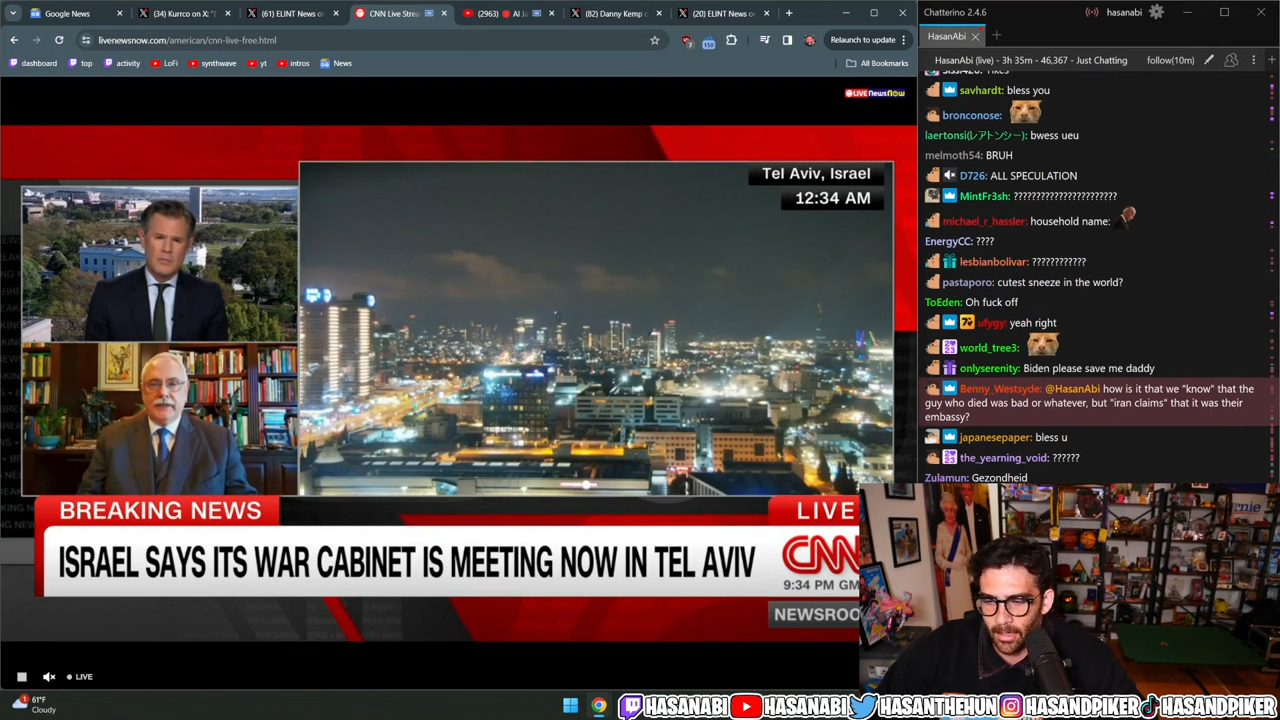 Google News
(34) Kurrco on X: "
(61) ELINT News o
CNN Live Strea
(2963) AI Ja
(82) Danny Kemp o
(20) ELINT News o
livenewsnow.com/american/cnn-live-free.html
Relaunch to update
dashboard
top
activity
LoFi
synthwave
yt
intros
News
All Bookmarks
LIVE NewsNow
Tel Aviv, Israel
12:34 AM
BREAKING NEWS
LIVE
ISRAEL SAYS ITS WAR CABINET IS MEETING NOW IN TEL AVIV
CNN
9:34 PM GM
NEWSROO
LIVE
61°F
Cloudy
Chatterino 2.4.6
hasanabi
HasanAbi
HasanAbi (live) - 3h 35m - 46,367 - Just Chatting
follow(10m)
savhardt: bless you
bronconose:
laertonsi(レアトンシー): bwess ueu
melmoth54: BRUH
D726: ALL SPECULATION
MintFr3sh: ???????????????????????
michael_r_hassler: household name:
EnergyCC: ????
lesbianbolivar: ????????????
pastaporo: cutest sneeze in the world?
ToEden: Oh fuck off
ufygy: yeah right
world_tree3:
onlyserenity: Biden please save me daddy
Benny_Westsyde: @HasanAbi how is it that we "know" that the
guy who died was bad or whatever, but "iran claims" that it was their
embassy?
japanesepaper: bless u
the_yearning_void: ??????
Zulamun: Gezondheid
HASANABI
HASANABI
HASANTHEHUN
HASANDPIKER
HASANDPIKER